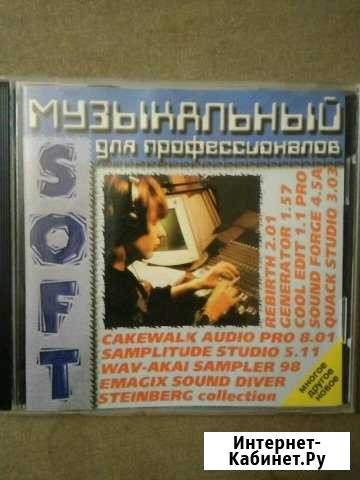 МУЗЫКАЛЬНЫЙ
для профессионалов
SOFT
REBIRTH 2.01
GENERATOR 1.57
COOL EDIT 1.1 PRO
SOUND FORGE 4.5A
QUACK STUDIO 3.03
CAKEWALK AUDIO PRO 8.01
SAMPLITUDE STUDIO 5.11
WAV-AKAI SAMPLER 98
EMAGIX SOUND DIVER
STEINBERG collection
многое
другое
новое
Интернет-
Кабинет.Ру